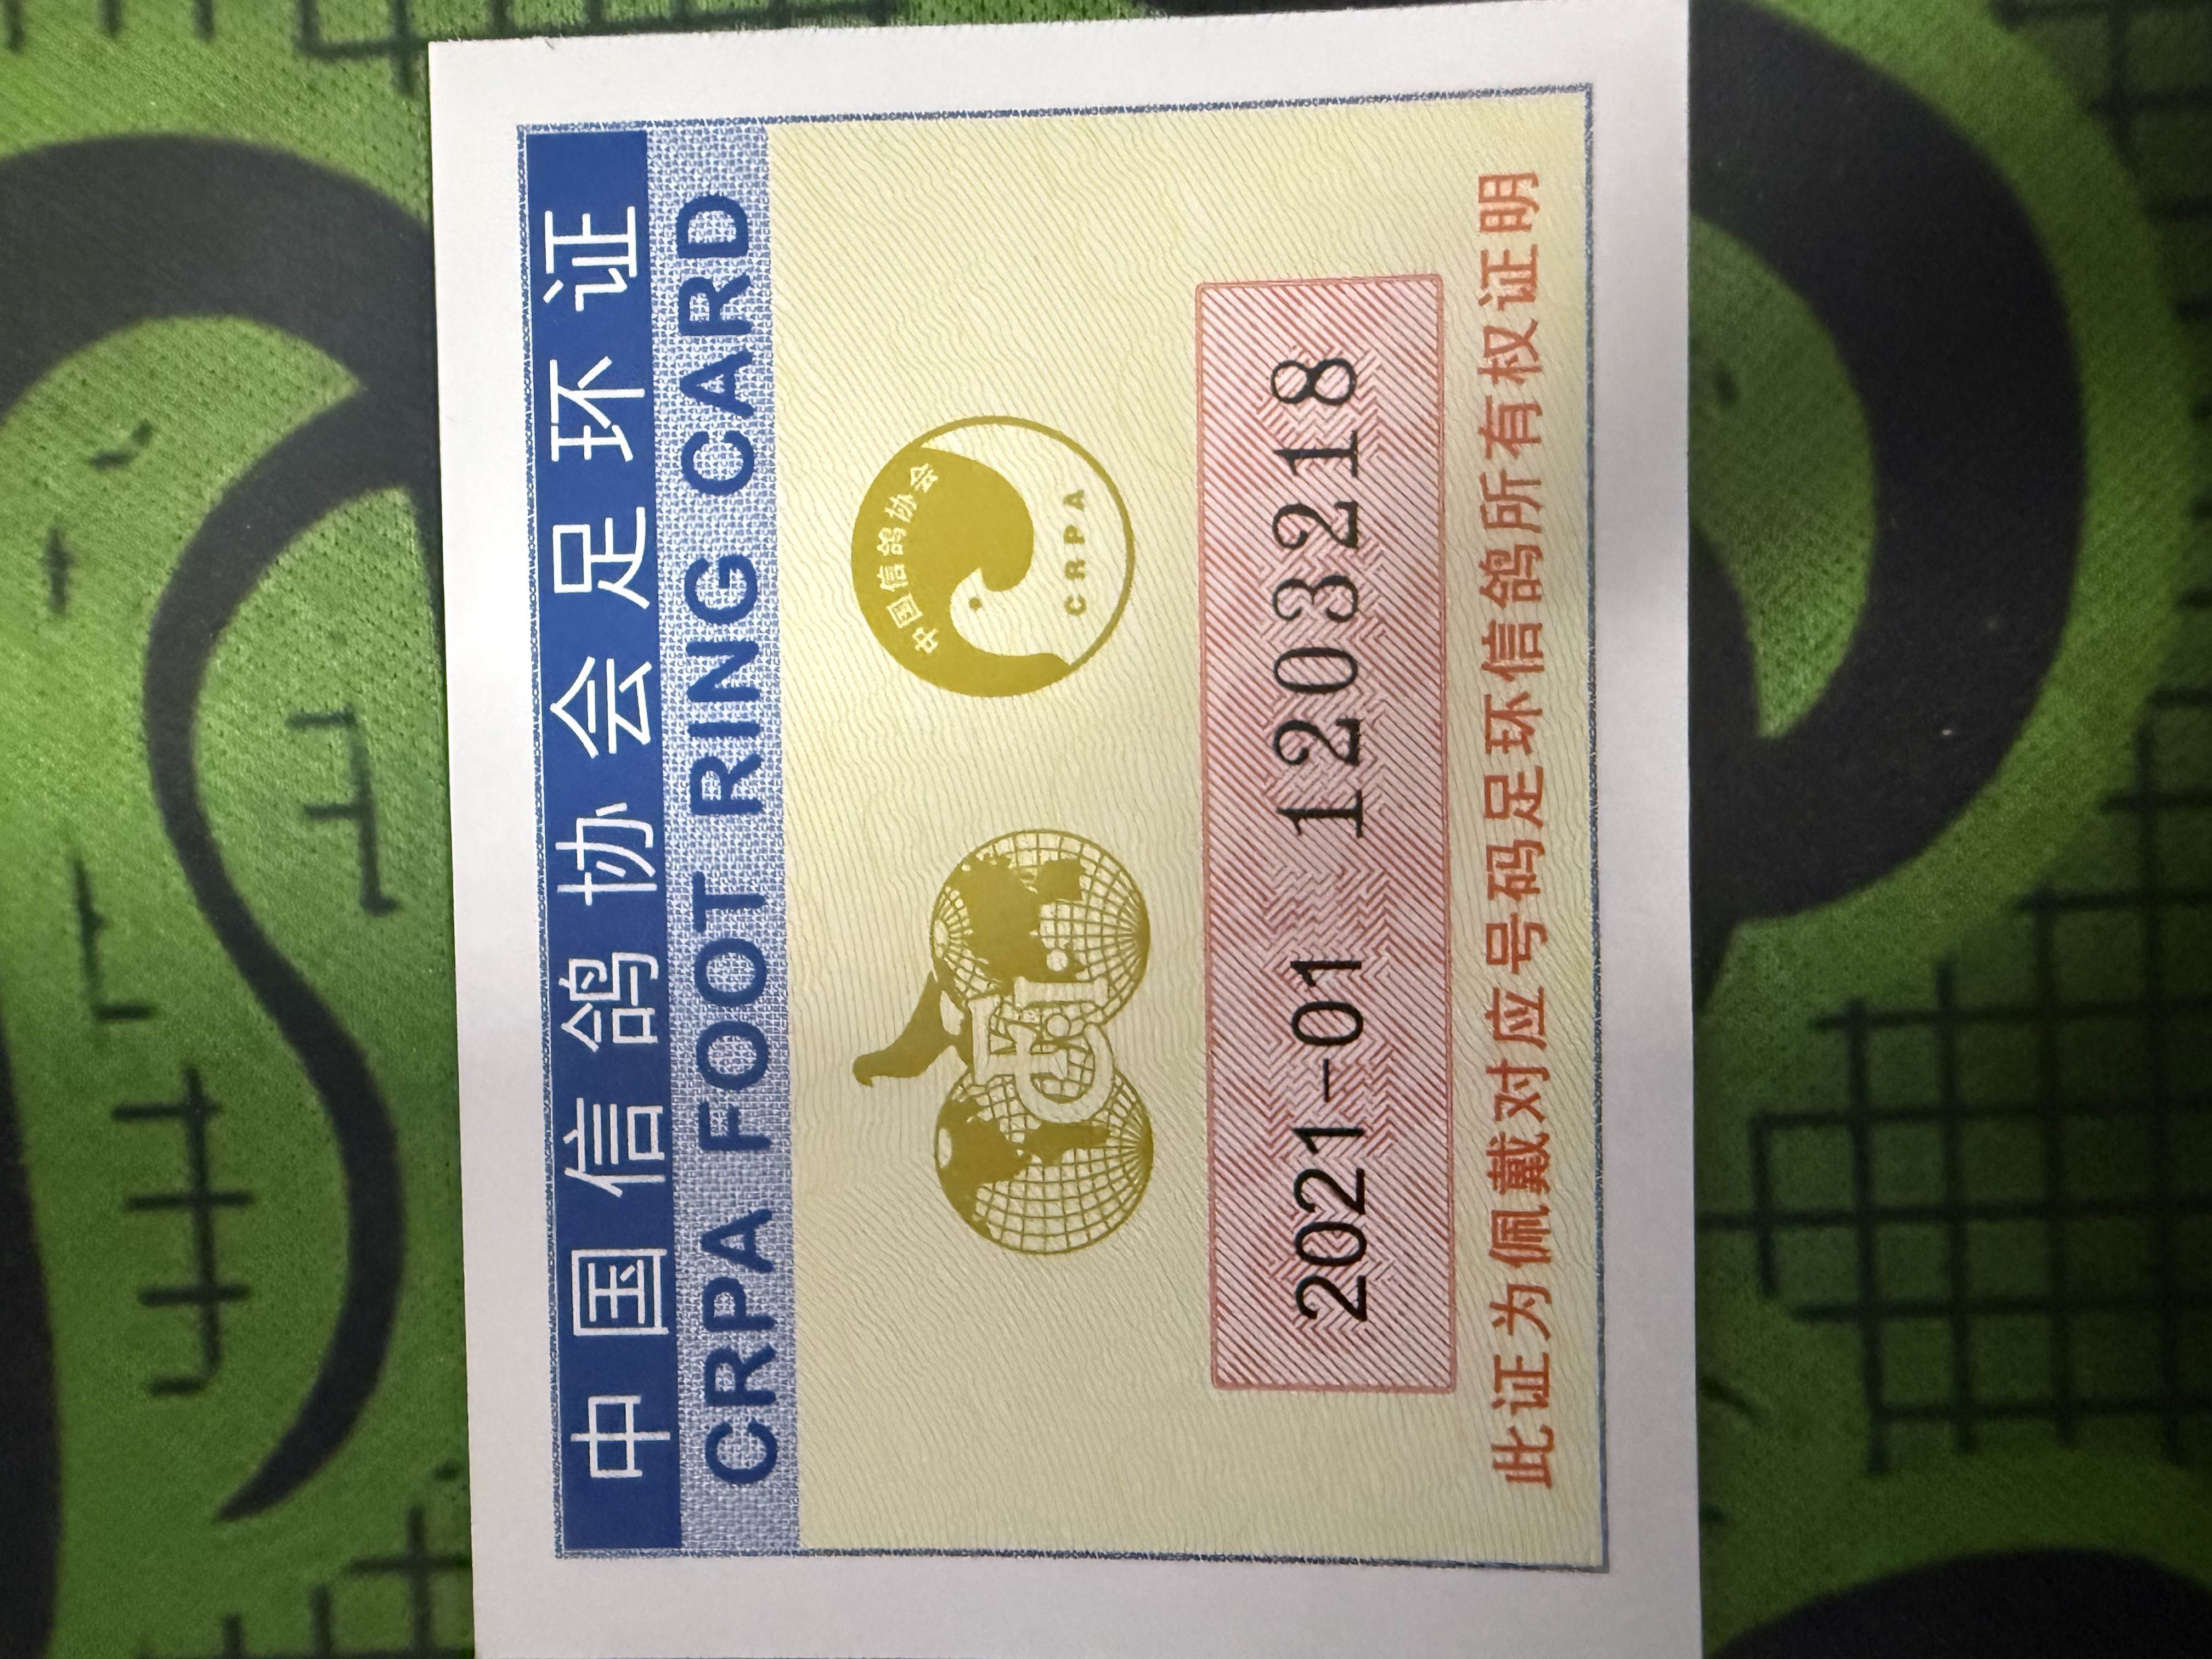 中国信鸽协会足环证
CRPA FOOT RING CARD
中国信鸽协会
CRPA
2021-01 1203218
此证为佩戴对应号码足环信鸽所有权证明